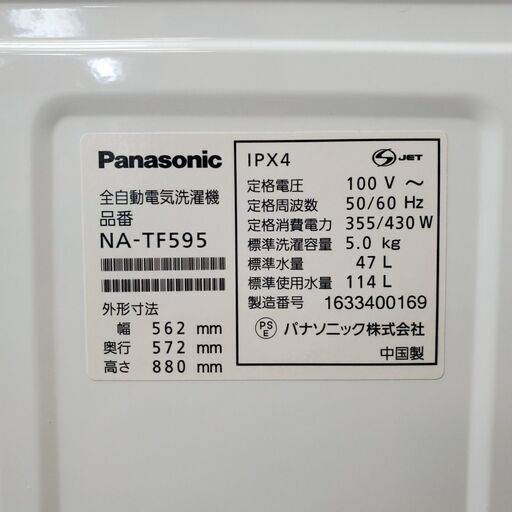 Panasonic
全自動電気洗濯機
品番
NA-TF595
外形寸法
幅 562 mm
奥行 572 mm
高さ 880 mm
IPX4
S JET
定格電圧 100 V ～
定格周波数 50/60 Hz
定格消費電力 355/430 W
標準洗濯容量 5.0 kg
標準水量 47 L
標準使用水量 114 L
製造番号 1633400169
PSE パナソニック株式会社
中国製